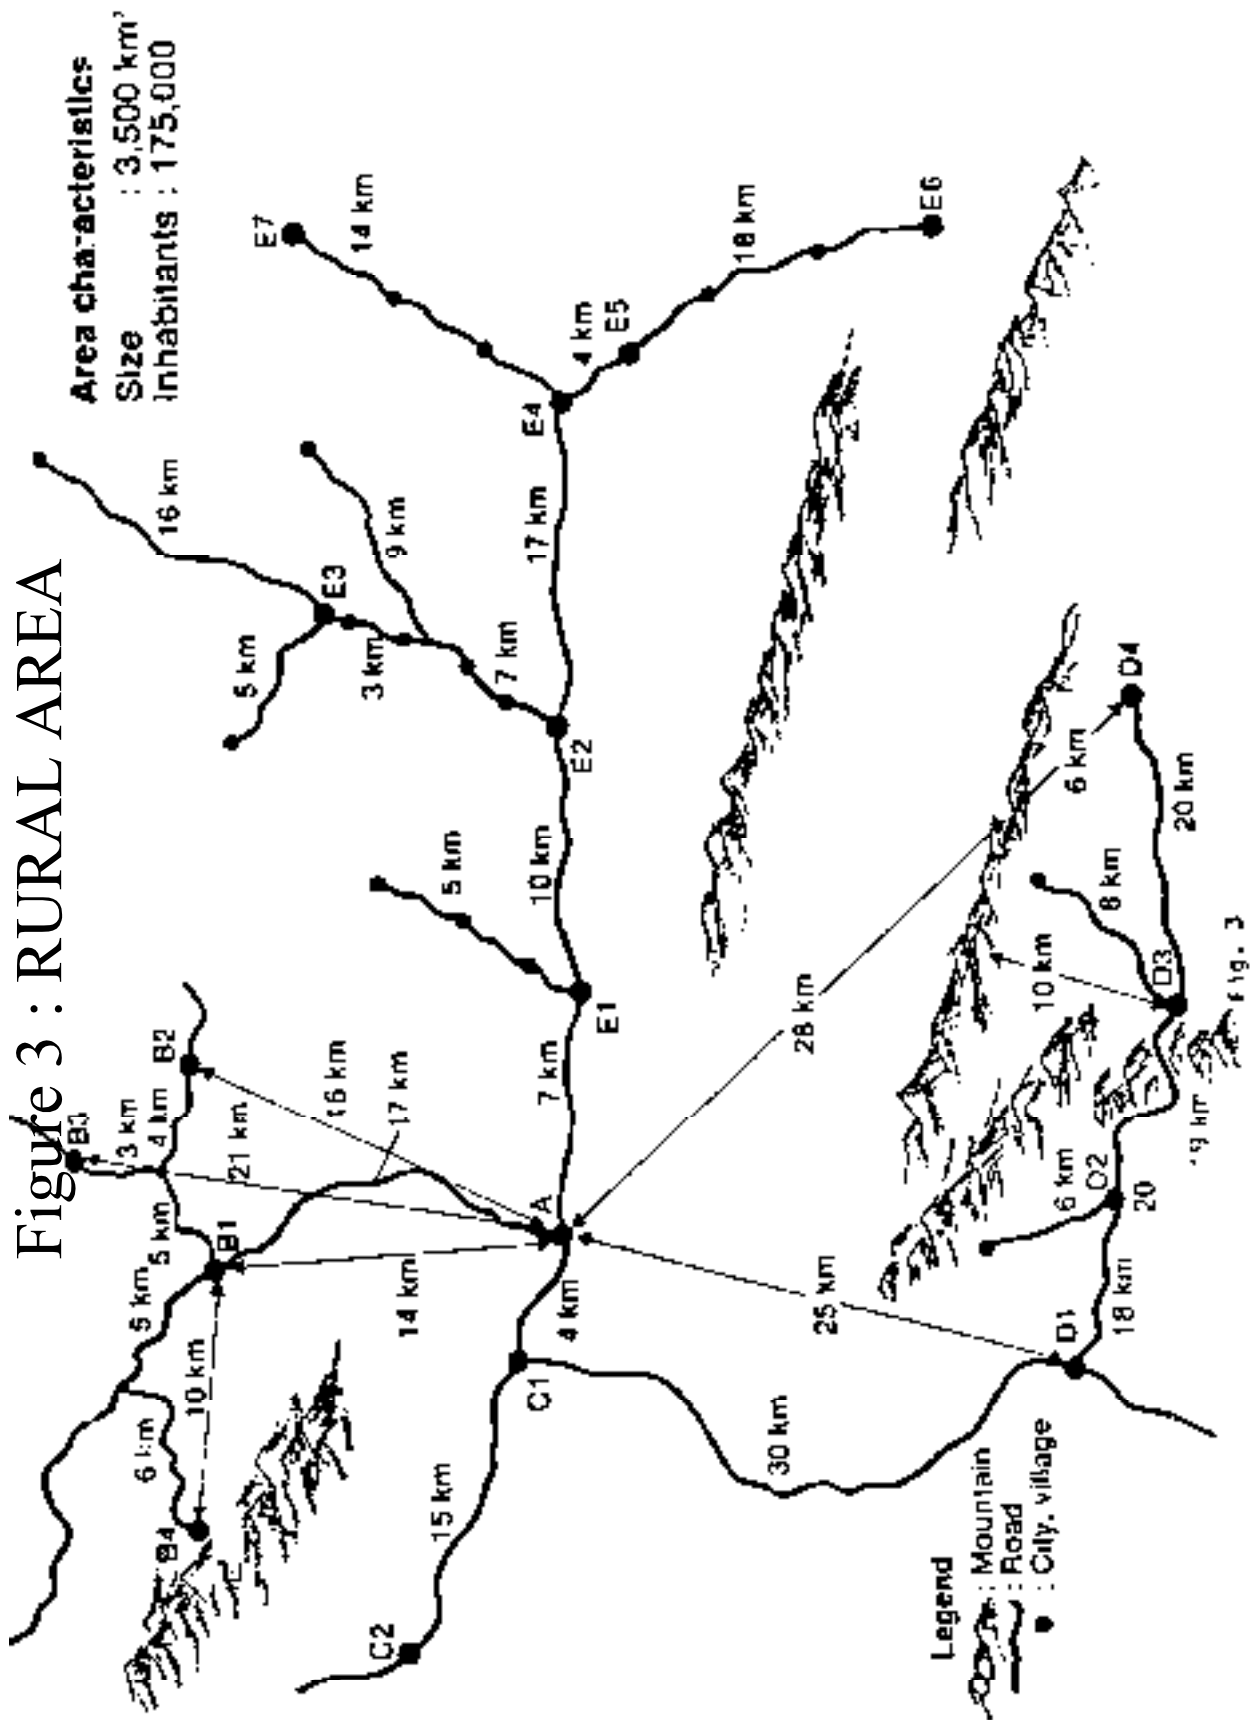 Figure 3 : RURAL AREA
Area characteristics
Size : 3,500 km²
Inhabitants : 175,000
B3
B2
3 km
4 km
21 km
16 km
17 km
5 km
B1
5 km
10 km
6 km
B4
14 km
A
4 km
C1
15 km
C2
7 km
E1
5 km
10 km
E2
7 km
3 km
E3
5 km
16 km
9 km
17 km
E4
14 km
E7
4 km
E5
18 km
E6
28 km
25 km
30 km
D1
18 km
D2
20
6 km
19 km
D3
10 km
8 km
20 km
6 km
D4
Legend
: Mountain
: Road
: City, village
Fig. 3